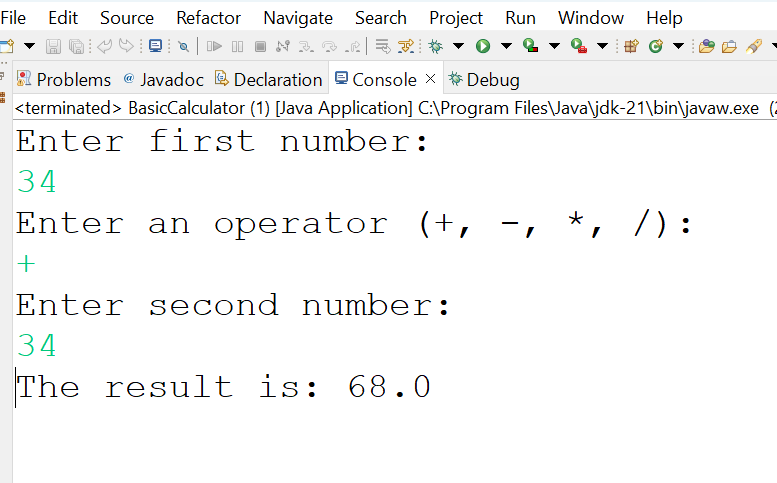 File Edit Source Refactor Navigate Search Project Run Window Help
Problems @ Javadoc Declaration Console Debug
<terminated> BasicCalculator (1) [Java Application] C:\Program Files\Java\jdk-21\bin\javaw.exe (2
Enter first number:
34
Enter an operator (+, -, *, /):
+
Enter second number:
34
The result is: 68.0